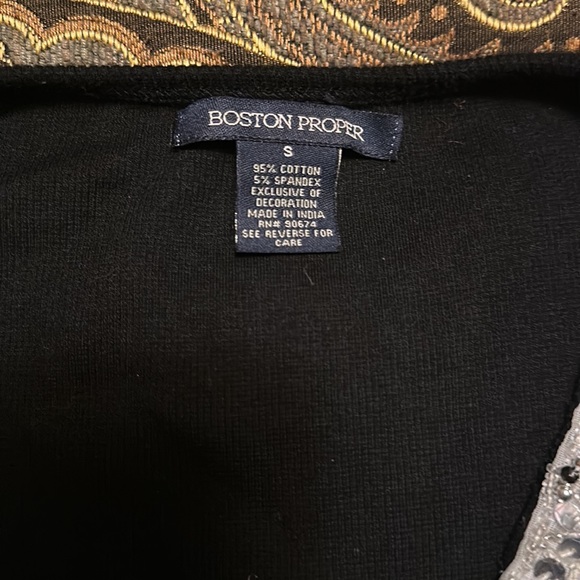 BOSTON PROPER
S
95% COTTON
5% SPANDEX
EXCLUSIVE OF
DECORATION
MADE IN INDIA
RN# 90674
SEE REVERSE FOR
CARE